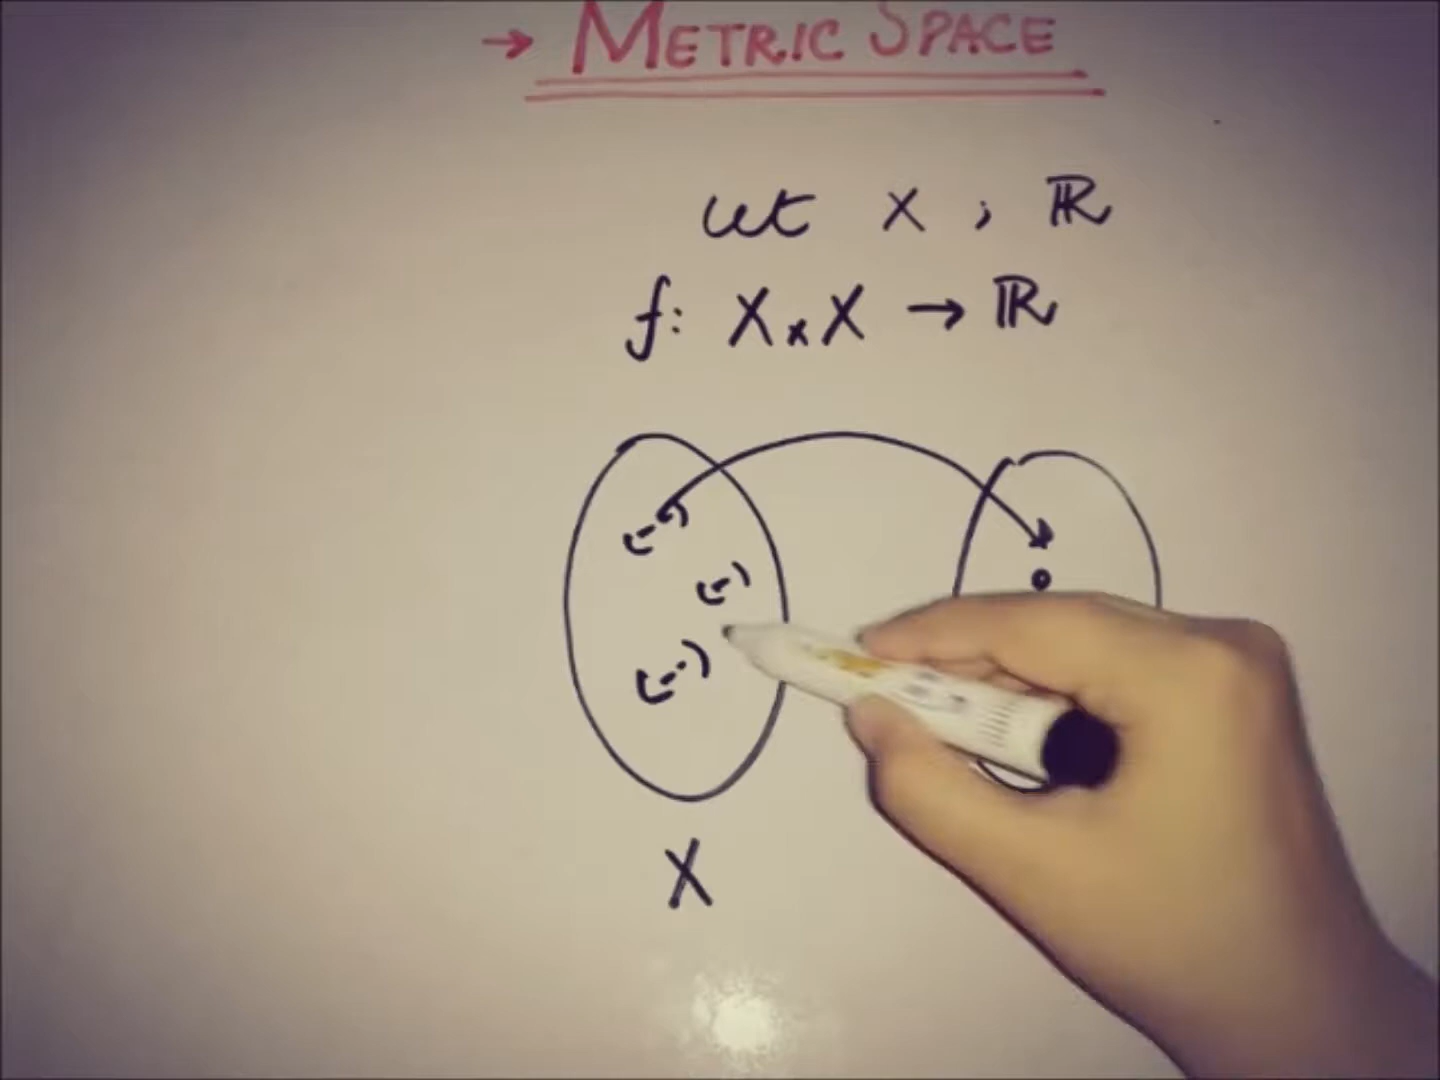 → METRIC SPACE
let X ; ℝ
f: X × X → ℝ
X